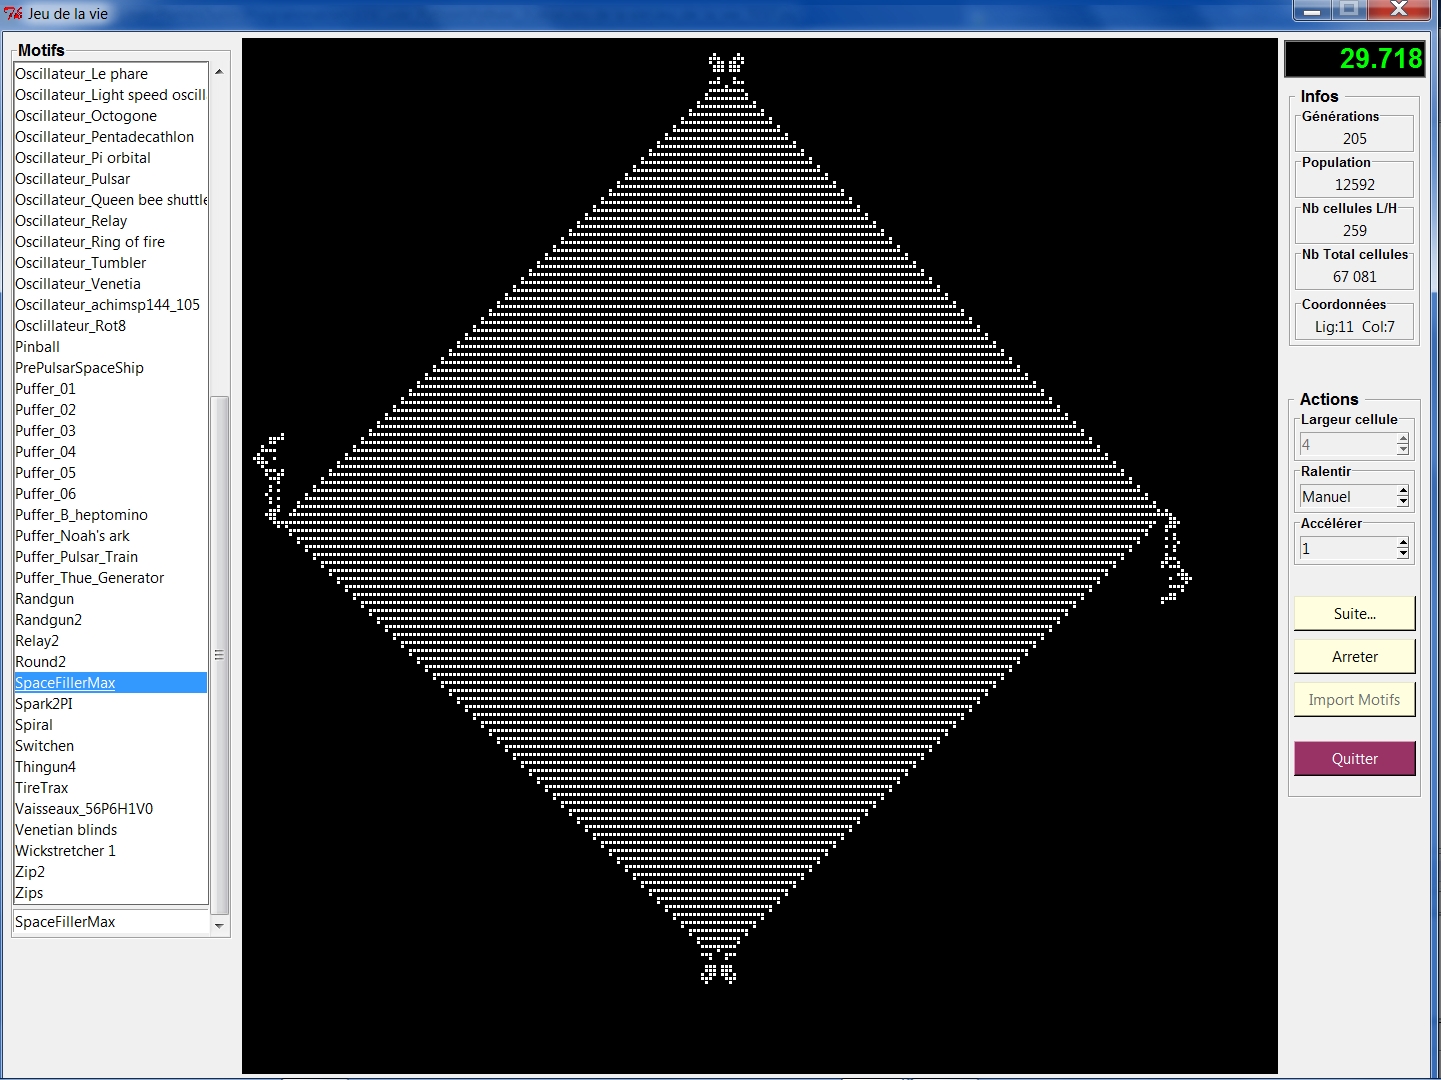 Jeu de la vie
Motifs
Oscillateur_Le phare
Oscillateur_Light speed oscill
Oscillateur_Octogone
Oscillateur_Pentadecathlon
Oscillateur_Pi orbital
Oscillateur_Pulsar
Oscillateur_Queen bee shuttle
Oscillateur_Relay
Oscillateur_Ring of fire
Oscillateur_Tumbler
Oscillateur_Venetia
Oscillateur_achimsp144_105
Osclillateur_Rot8
Pinball
PrePulsarSpaceShip
Puffer_01
Puffer_02
Puffer_03
Puffer_04
Puffer_05
Puffer_06
Puffer_B_heptomino
Puffer_Noah's ark
Puffer_Pulsar_Train
Puffer_Thue_Generator
Randgun
Randgun2
Relay2
Round2
SpaceFillerMax
Spark2PI
Spiral
Switchen
Thingun4
TireTrax
Vaisseaux_56P6H1V0
Venetian blinds
Wickstretcher 1
Zip2
Zips
SpaceFillerMax
29.718
Infos
Générations
205
Population
12592
Nb cellules L/H
259
Nb Total cellules
67 081
Coordonnées
Lig:11 Col:7
Actions
Largeur cellule
4
Ralentir
Manuel
Accélérer
1
Suite...
Arreter
Import Motifs
Quitter